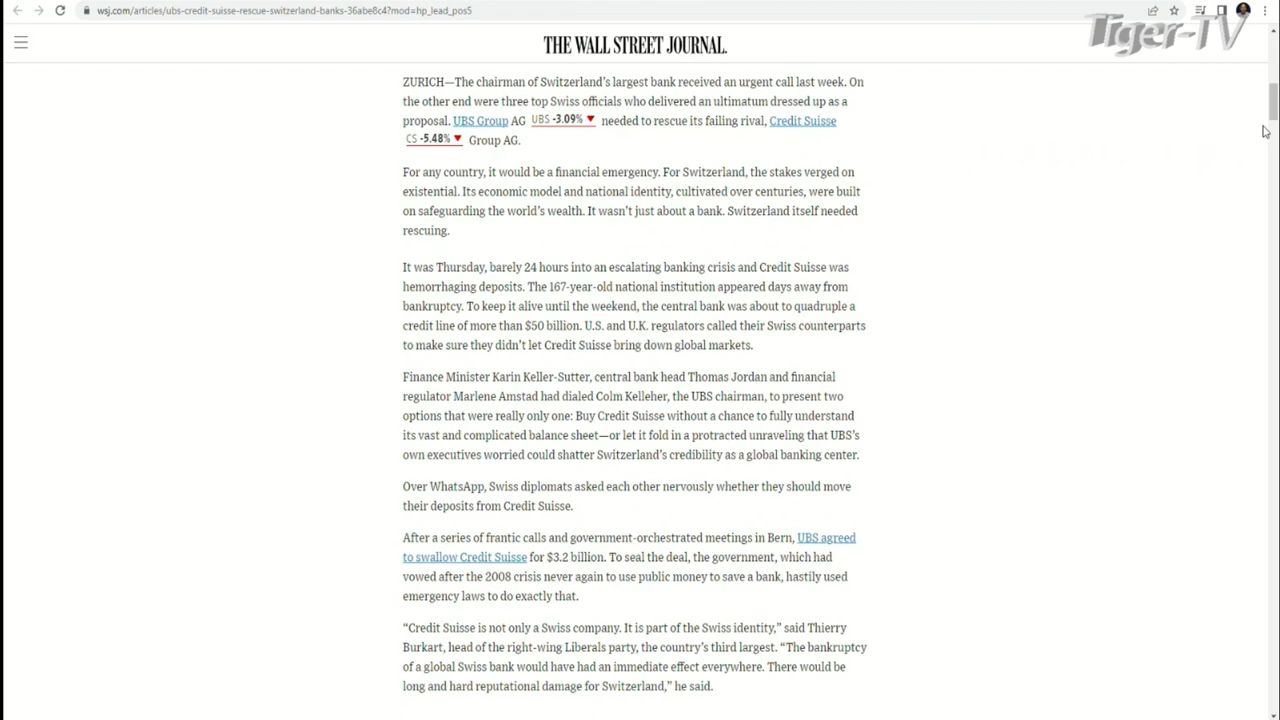 wsj.com/articles/ubs-credit-suisse-rescue-switzerland-banks-36abe8c4?mod=hp_lead_pos5
Tiger-TV
THE WALL STREET JOURNAL.
ZURICH—The chairman of Switzerland's largest bank received an urgent call last week. On
the other end were three top Swiss officials who delivered an ultimatum dressed up as a
proposal. UBS Group AG UBS -3.09% ▼ needed to rescue its failing rival, Credit Suisse
CS -5.48% ▼ Group AG.
For any country, it would be a financial emergency. For Switzerland, the stakes verged on
existential. Its economic model and national identity, cultivated over centuries, were built
on safeguarding the world's wealth. It wasn't just about a bank. Switzerland itself needed
rescuing.
It was Thursday, barely 24 hours into an escalating banking crisis and Credit Suisse was
hemorrhaging deposits. The 167-year-old national institution appeared days away from
bankruptcy. To keep it alive until the weekend, the central bank was about to quadruple a
credit line of more than $50 billion. U.S. and U.K. regulators called their Swiss counterparts
to make sure they didn't let Credit Suisse bring down global markets.
Finance Minister Karin Keller-Sutter, central bank head Thomas Jordan and financial
regulator Marlene Amstad had dialed Colm Kelleher, the UBS chairman, to present two
options that were really only one: Buy Credit Suisse without a chance to fully understand
its vast and complicated balance sheet—or let it fold in a protracted unraveling that UBS's
own executives worried could shatter Switzerland's credibility as a global banking center.
Over WhatsApp, Swiss diplomats asked each other nervously whether they should move
their deposits from Credit Suisse.
After a series of frantic calls and government-orchestrated meetings in Bern, UBS agreed
to swallow Credit Suisse for $3.2 billion. To seal the deal, the government, which had
vowed after the 2008 crisis never again to use public money to save a bank, hastily used
emergency laws to do exactly that.
“Credit Suisse is not only a Swiss company. It is part of the Swiss identity,” said Thierry
Burkart, head of the right-wing Liberals party, the country's third largest. “The bankruptcy
of a global Swiss bank would have had an immediate effect everywhere. There would be
long and hard reputational damage for Switzerland,” he said.